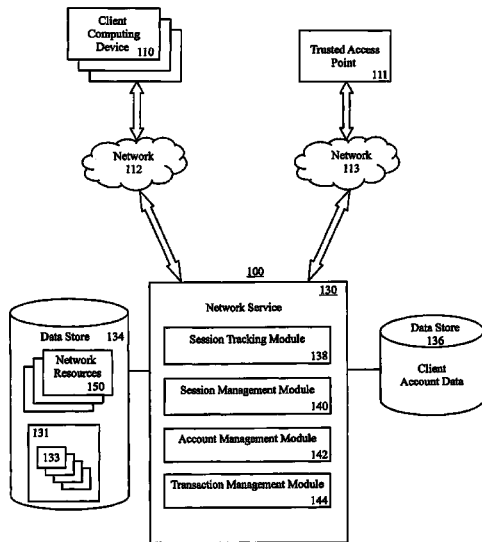 Client
Computing
Device 110
Trusted Access
Point
111
Network
112
Network
113
100
130
Network Service
Session Tracking Module
138
Session Management Module
140
Account Management Module
142
Transaction Management Module
144
Data Store 134
Network
Resources
150
131
133
Data Store
136
Client
Account Data